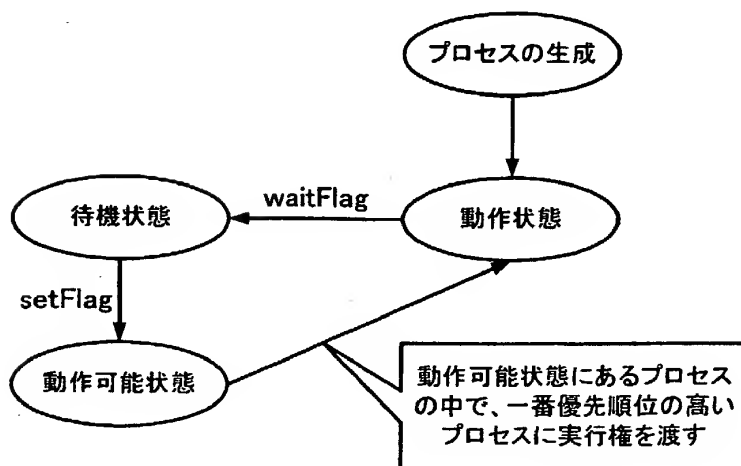 プロセスの生成
waitFlag
待機状態
動作状態
setFlag
動作可能状態
動作可能状態にあるプロセス
の中で、一番優先順位の高い
プロセスに実行権を渡す